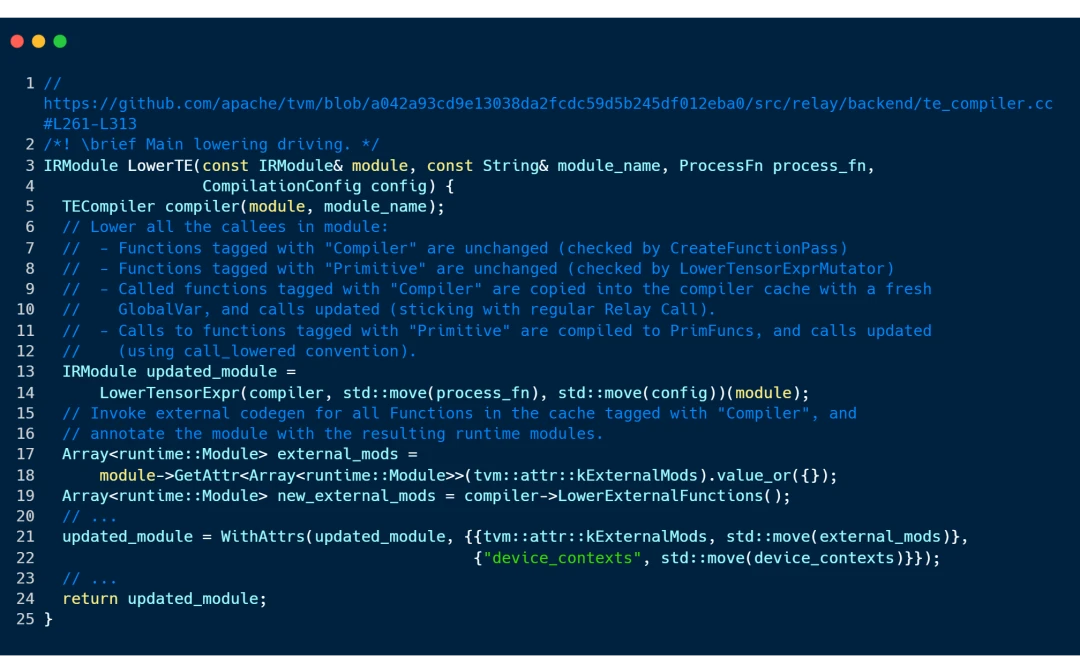 1 //
https://github.com/apache/tvm/blob/a042a93cd9e13038da2fcdc59d5b245df012eba0/src/relay/backend/te_compiler.cc
#L261-L313
2 /*! \brief Main lowering driving. */
3 IRModule LowerTE(const IRModule& module, const String& module_name, ProcessFn process_fn,
4                  CompilationConfig config) {
5   TECompiler compiler(module, module_name);
6   // Lower all the callees in module:
7   //  - Functions tagged with "Compiler" are unchanged (checked by CreateFunctionPass)
8   //  - Functions tagged with "Primitive" are unchanged (checked by LowerTensorExprMutator)
9   //  - Called functions tagged with "Compiler" are copied into the compiler cache with a fresh
10   //    GlobalVar, and calls updated (sticking with regular Relay Call).
11   //  - Calls to functions tagged with "Primitive" are compiled to PrimFuncs, and calls updated
12   //    (using call_lowered convention).
13   IRModule updated_module =
14       LowerTensorExpr(compiler, std::move(process_fn), std::move(config))(module);
15   // Invoke external codegen for all Functions in the cache tagged with "Compiler", and
16   // annotate the module with the resulting runtime modules.
17   Array<runtime::Module> external_mods =
18       module->GetAttr<Array<runtime::Module>>(tvm::attr::kExternalMods).value_or({});
19   Array<runtime::Module> new_external_mods = compiler->LowerExternalFunctions();
20   // ...
21   updated_module = WithAttrs(updated_module, {{tvm::attr::kExternalMods, std::move(external_mods)},
22                                               {"device_contexts", std::move(device_contexts)}});
23   // ...
24   return updated_module;
25 }